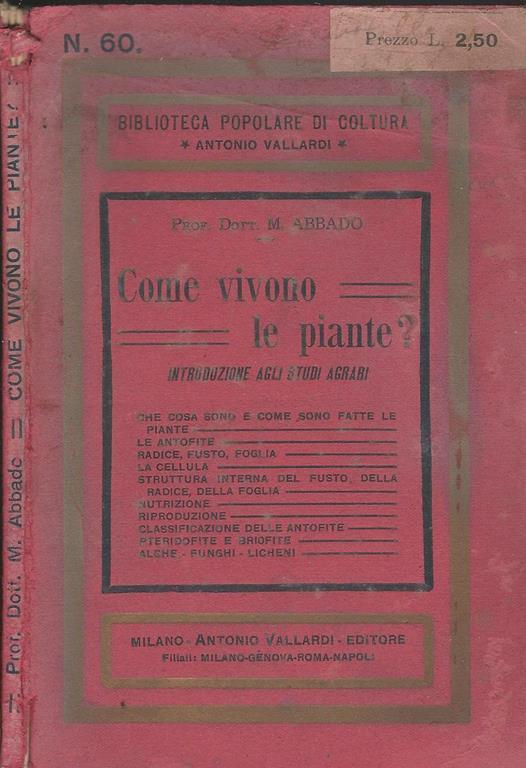 N. 60.
Prezzo L. 2,50
BIBLIOTECA POPOLARE DI COLTURA
* ANTONIO VALLARDI *
Prof. Dott. M. ABBADO
Come vivono
le piante?
INTRODUZIONE AGLI STUDI AGRARI
CHE COSA SONO E COME SONO FATTE LE
PIANTE
LE ANTOFITE
RADICE, FUSTO, FOGLIA
LA CELLULA
STRUTTURA INTERNA DEL FUSTO, DELLA
RADICE, DELLA FOGLIA
NUTRIZIONE
RIPRODUZIONE
CLASSIFICAZIONE DELLE ANTOFITE
PTERIDOFITE E BRIOFITE
ALGHE - FUNGHI - LICHENI
MILANO - ANTONIO VALLARDI - EDITORE
Filiali: MILANO-GENOVA-ROMA-NAPOLI
Prof. Dott. M. Abbado = COME VIVONO LE PIANTE?